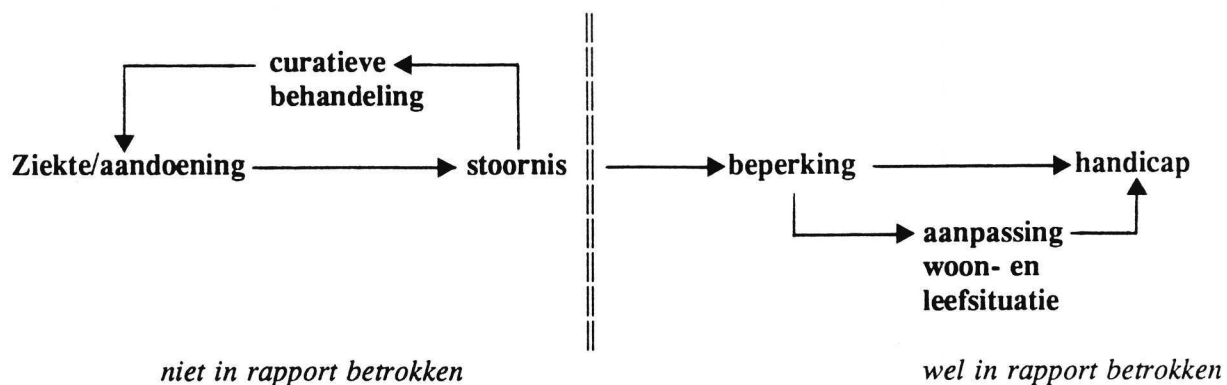 curatieve
behandeling
Ziekte/aandoening
stoornis
beperking
handicap
aanpassing
woon- en
leefsituatie
niet in rapport betrokken
wel in rapport betrokken